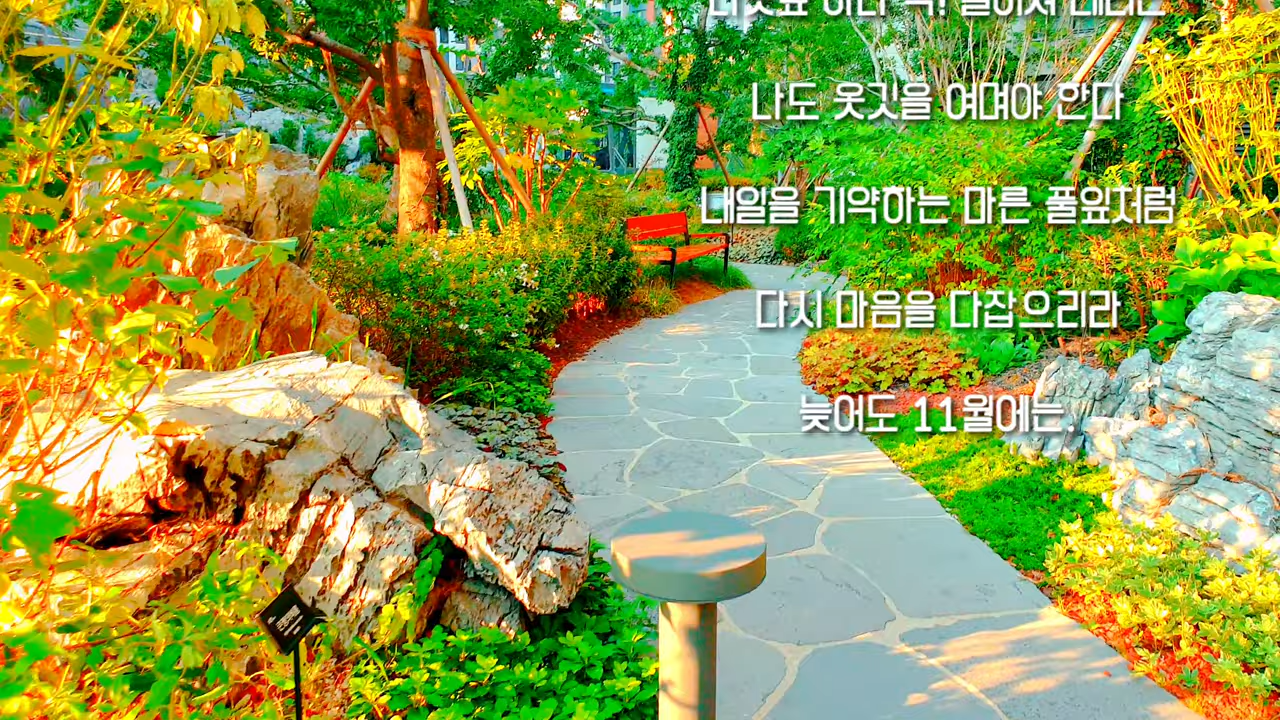 나도 옷깃을 여며야 한다
내일을 기약하는 마른 풀잎처럼
다시 마음을 다잡으리라
늦어도 11월에는.